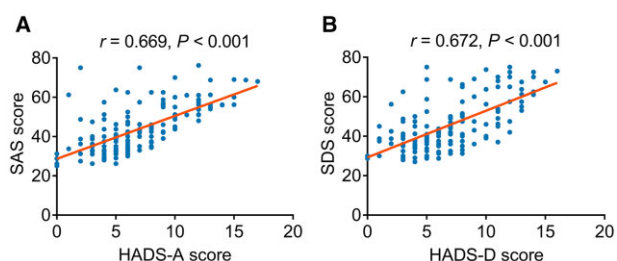 A
r = 0.669, P < 0.001
80
60
40
20
0
SAS score
0
5
10
15
20
HADS-A score
B
r = 0.672, P < 0.001
80
60
40
20
0
SDS score
0
5
10
15
20
HADS-D score